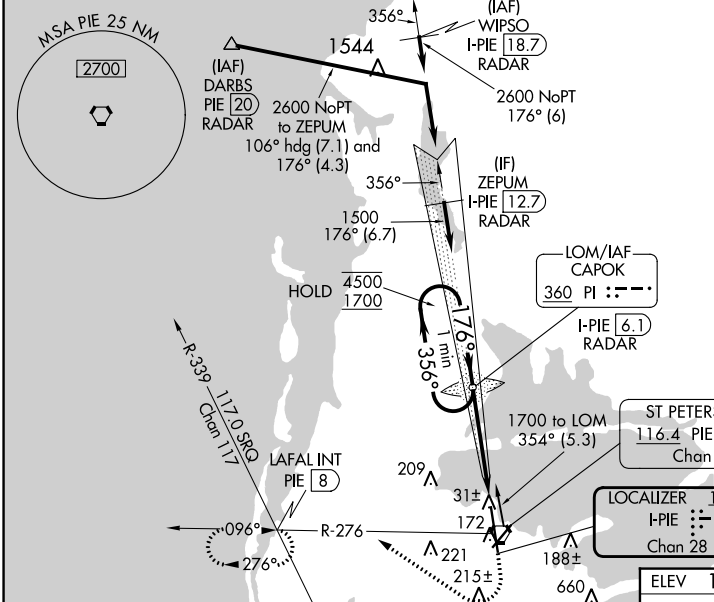 MSA PIE 25 NM
2700
(IAF)
DARBS
PIE 20
RADAR
1544
2600 NoPT
to ZEPUM
106° hdg (7.1) and
176° (4.3)
356°
(IAF)
WIPSO
I-PIE 18.7
RADAR
2600 NoPT
176° (6)
356°
(IF)
ZEPUM
I-PIE 12.7
RADAR
1500
176° (6.7)
HOLD 4500
1700
176°
1 min
356°
LOM/IAF
CAPOK
360 PI
I-PIE 6.1
RADAR
R-339 117.0 SRQ
Chan 117
LAFAL INT
PIE 8
096°
R-276
276°
1700 to LOM
354° (5.3)
209
31±
172
221
215±
188±
660
ST PETER
116.4 PIE
Chan
LOCALIZER
I-PIE
Chan 28
ELEV 1